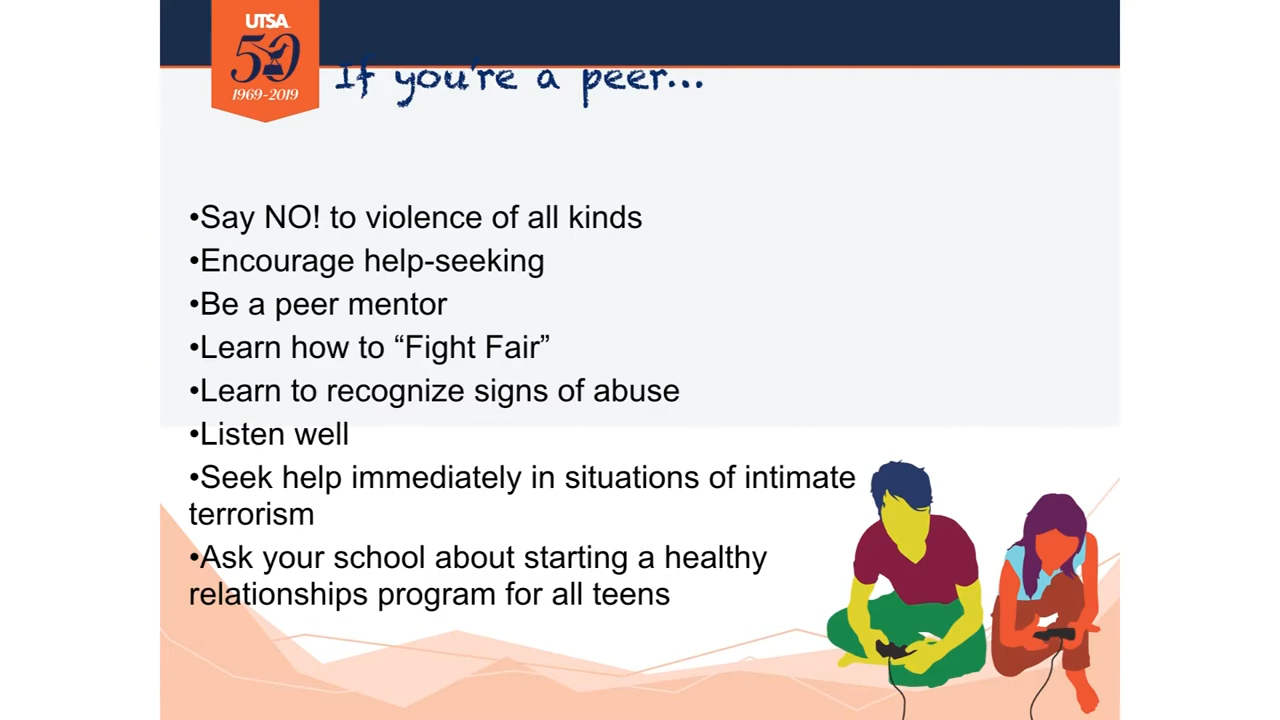 UTSA
50
1969-2019
If you're a peer...
•Say NO! to violence of all kinds
•Encourage help-seeking
•Be a peer mentor
•Learn how to “Fight Fair”
•Learn to recognize signs of abuse
•Listen well
•Seek help immediately in situations of intimate
terrorism
•Ask your school about starting a healthy
relationships program for all teens